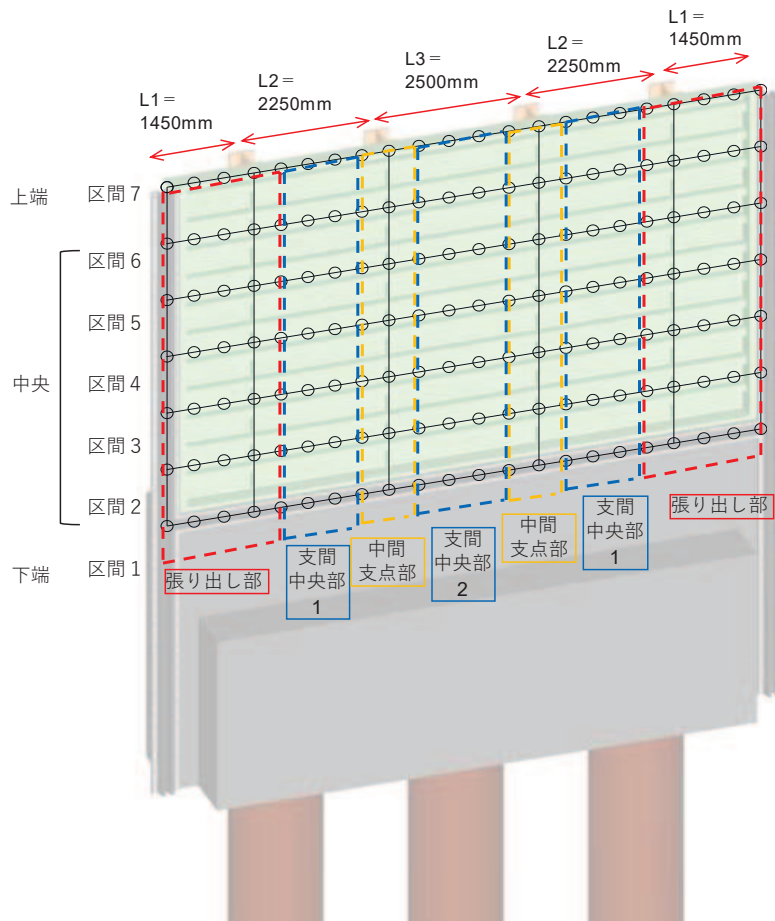 L1＝
1450mm
L2＝
2250mm
L3＝
2500mm
L2＝
2250mm
L1＝
1450mm
上端
区間 7
区間 6
区間 5
中央
区間 4
区間 3
区間 2
下端
区間 1
張り出し部
支間
中央部
1
中間
支点部
支間
中央部
2
中間
支点部
支間
中央部
1
張り出し部